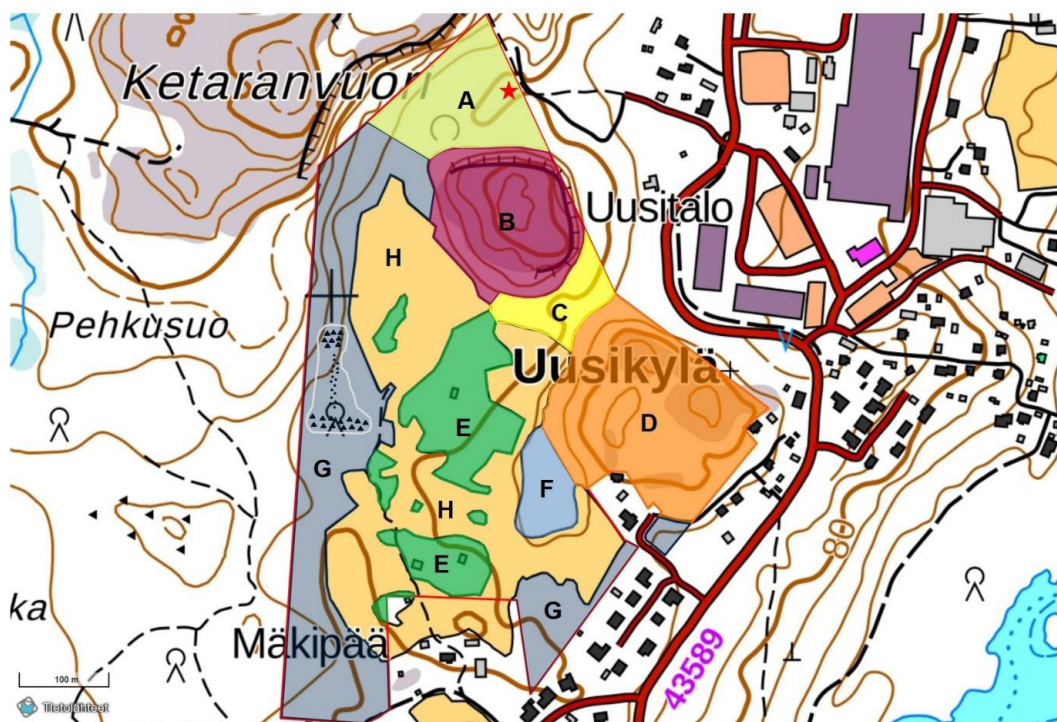 Ketaranvuori
A
B
Uusitalo
H
C
Pehkusuo
Uusikylä
D
E
G
F
H
E
80
ka
G
Mäkipää
43589
100 m
Tietolähteet